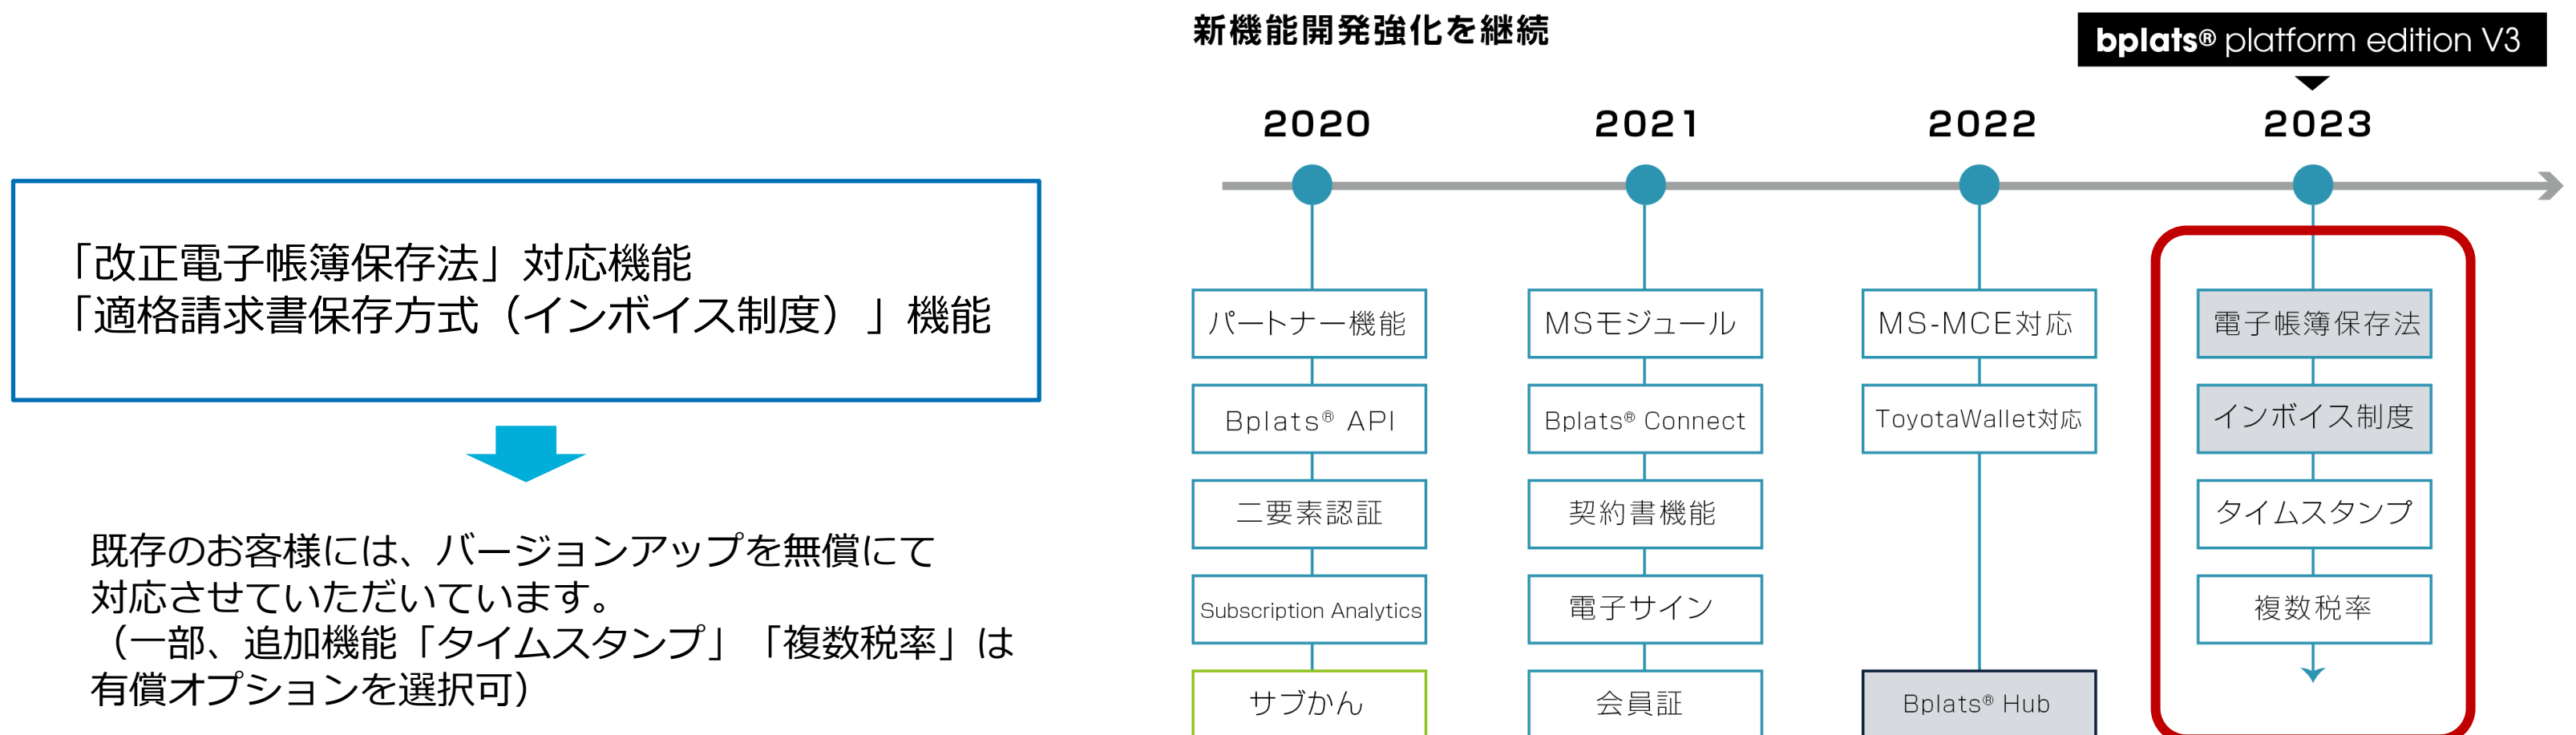 「改正電子帳簿保存法」対応機能
「適格請求書保存方式（インボイス制度）」機能
既存のお客様には、バージョンアップを無償にて
対応させていただいています。
（一部、追加機能「タイムスタンプ」「複数税率」は
有償オプションを選択可）
新機能開発強化を継続
bplats® platform edition V3
2020
パートナー機能
Bplats® API
二要素認証
Subscription Analytics
サブかん
2021
MSモジュール
Bplats® Connect
契約書機能
電子サイン
会員証
2022
MS-MCE対応
ToyotaWallet対応
Bplats® Hub
2023
電子帳簿保存法
インボイス制度
タイムスタンプ
複数税率